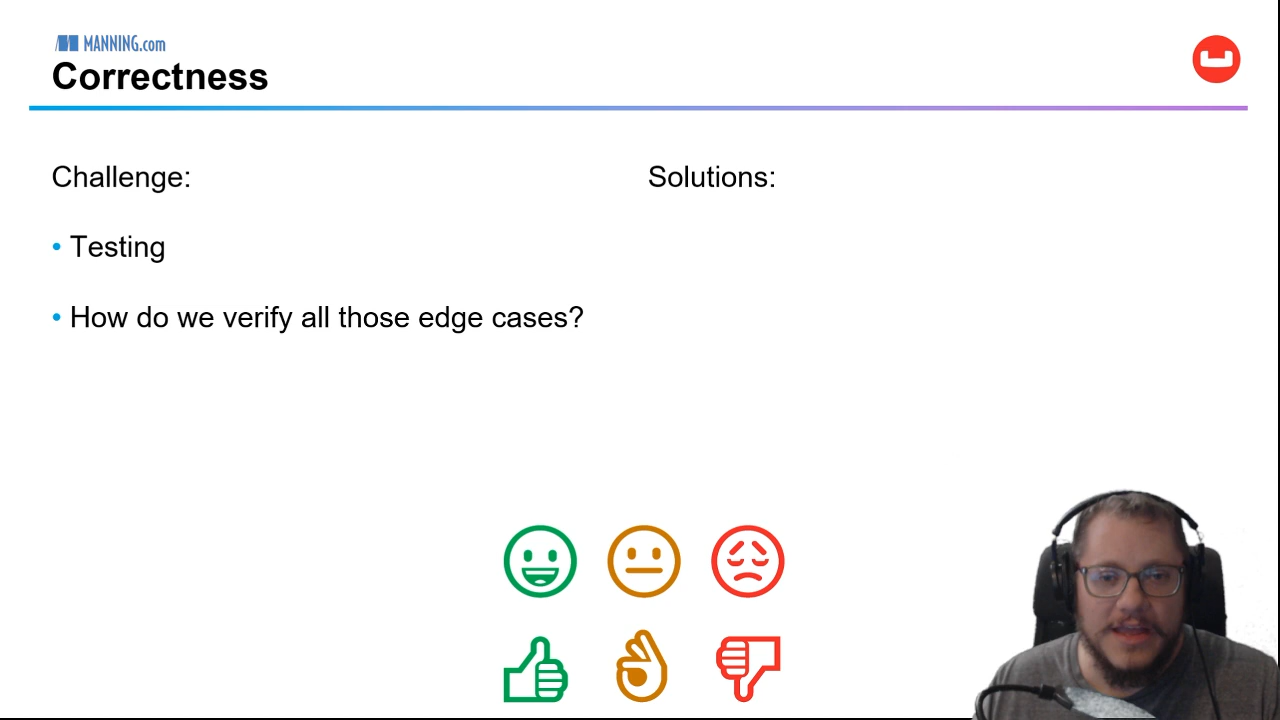 MANNING.com
Correctness
Challenge:
Solutions:
• Testing
• How do we verify all those edge cases?